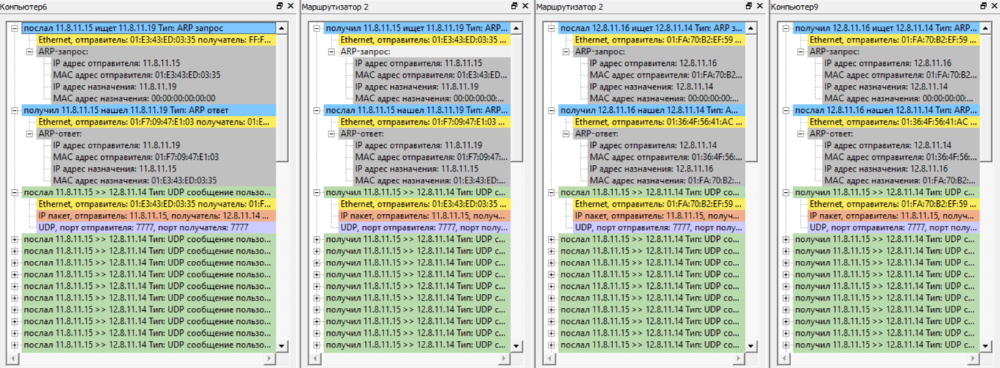 Компьютер6
послал 11.8.11.15 ищет 11.8.11.19 Тип: ARP запрос
Ethernet, отправитель: 01:E3:43:ED:03:35 получатель: FF:F...
ARP-запрос:
IP адрес отправителя: 11.8.11.15
MAC адрес отправителя: 01:E3:43:ED:03:35
IP адрес назначения: 11.8.11.19
MAC адрес назначения: 00:00:00:00:00:00
получил 11.8.11.15 нашел 11.8.11.19 Тип: ARP ответ
Ethernet, отправитель: 01:F7:09:47:E1:03 получатель: 01:E...
ARP-ответ:
IP адрес отправителя: 11.8.11.19
MAC адрес отправителя: 01:F7:09:47:E1:03
IP адрес назначения: 11.8.11.15
MAC адрес назначения: 01:E3:43:ED:03:35
послал 11.8.11.15 >> 12.8.11.14 Тип: UDP сообщение пользо...
Ethernet, отправитель: 01:E3:43:ED:03:35 получатель: 01:F...
IP пакет, отправитель: 11.8.11.15, получатель: 12.8.11.14 ...
UDP, порт отправителя: 7777, порт получателя: 7777
послал 11.8.11.15 >> 12.8.11.14 Тип: UDP сообщение пользо...
послал 11.8.11.15 >> 12.8.11.14 Тип: UDP сообщение пользо...
послал 11.8.11.15 >> 12.8.11.14 Тип: UDP сообщение пользо...
послал 11.8.11.15 >> 12.8.11.14 Тип: UDP сообщение пользо...
послал 11.8.11.15 >> 12.8.11.14 Тип: UDP сообщение пользо...
послал 11.8.11.15 >> 12.8.11.14 Тип: UDP сообщение пользо...
послал 11.8.11.15 >> 12.8.11.14 Тип: UDP сообщение пользо...
послал 11.8.11.15 >> 12.8.11.14 Тип: UDP сообщение пользо...
послал 11.8.11.15 >> 12.8.11.14 Тип: UDP сообщение пользо...
послал 11.8.11.15 >> 12.8.11.14 Тип: UDP сообщение пользо...
Маршрутизатор 2
получил 11.8.11.15 ищет 11.8.11.19 Тип: ARP...
Ethernet, отправитель: 01:E3:43:ED:03:35 ...
ARP-запрос:
IP адрес отправителя: 11.8.11.15
MAC адрес отправителя: 01:E3:43:ED...
IP адрес назначения: 11.8.11.19
MAC адрес назначения: 00:00:00:00:...
послал 11.8.11.15 нашел 11.8.11.19 Тип: ARP...
Ethernet, отправитель: 01:F7:09:47:E1:03 ...
ARP-ответ:
IP адрес отправителя: 11.8.11.19
MAC адрес отправителя: 01:F7:09:47:...
IP адрес назначения: 11.8.11.15
MAC адрес назначения: 01:E3:43:ED:...
получил 11.8.11.15 >> 12.8.11.14 Тип: UDP с...
Ethernet, отправитель: 01:E3:43:ED:03:35 ...
IP пакет, отправитель: 11.8.11.15, получ...
UDP, порт отправителя: 7777, порт полу...
получил 11.8.11.15 >> 12.8.11.14 Тип: UDP с...
получил 11.8.11.15 >> 12.8.11.14 Тип: UDP с...
получил 11.8.11.15 >> 12.8.11.14 Тип: UDP с...
получил 11.8.11.15 >> 12.8.11.14 Тип: UDP с...
получил 11.8.11.15 >> 12.8.11.14 Тип: UDP с...
получил 11.8.11.15 >> 12.8.11.14 Тип: UDP с...
получил 11.8.11.15 >> 12.8.11.14 Тип: UDP с...
получил 11.8.11.15 >> 12.8.11.14 Тип: UDP с...
получил 11.8.11.15 >> 12.8.11.14 Тип: UDP с...
получил 11.8.11.15 >> 12.8.11.14 Тип: UDP с...
Маршрутизатор 2
послал 12.8.11.16 ищет 12.8.11.14 Тип: ARP з...
Ethernet, отправитель: 01:FA:70:B2:EF:59 ...
ARP-запрос:
IP адрес отправителя: 12.8.11.16
MAC адрес отправителя: 01:FA:70:B2...
IP адрес назначения: 12.8.11.14
MAC адрес назначения: 00:00:00:00:...
получил 12.8.11.16 нашел 12.8.11.14 Тип: A...
Ethernet, отправитель: 01:36:4F:56:41:AC ...
ARP-ответ:
IP адрес отправителя: 12.8.11.14
MAC адрес отправителя: 01:36:4F:56:...
IP адрес назначения: 12.8.11.16
MAC адрес назначения: 01:FA:70:B2:...
послал 11.8.11.15 >> 12.8.11.14 Тип: UDP со...
Ethernet, отправитель: 01:FA:70:B2:EF:59 ...
IP пакет, отправитель: 11.8.11.15, получ...
UDP, порт отправителя: 7777, порт полу...
послал 11.8.11.15 >> 12.8.11.14 Тип: UDP со...
послал 11.8.11.15 >> 12.8.11.14 Тип: UDP со...
послал 11.8.11.15 >> 12.8.11.14 Тип: UDP со...
послал 11.8.11.15 >> 12.8.11.14 Тип: UDP со...
послал 11.8.11.15 >> 12.8.11.14 Тип: UDP со...
послал 11.8.11.15 >> 12.8.11.14 Тип: UDP со...
послал 11.8.11.15 >> 12.8.11.14 Тип: UDP со...
послал 11.8.11.15 >> 12.8.11.14 Тип: UDP со...
послал 11.8.11.15 >> 12.8.11.14 Тип: UDP со...
послал 11.8.11.15 >> 12.8.11.14 Тип: UDP со...
Компьютер9
получил 12.8.11.16 ищет 12.8.11.14 Тип: ARP...
Ethernet, отправитель: 01:FA:70:B2:EF:59 ...
ARP-запрос:
IP адрес отправителя: 12.8.11.16
MAC адрес отправителя: 01:FA:70:B2...
IP адрес назначения: 12.8.11.14
MAC адрес назначения: 00:00:00:00:...
послал 12.8.11.16 нашел 12.8.11.14 Тип: ARP...
Ethernet, отправитель: 01:36:4F:56:41:AC ...
ARP-ответ:
IP адрес отправителя: 12.8.11.14
MAC адрес отправителя: 01:36:4F:56:...
IP адрес назначения: 12.8.11.16
MAC адрес назначения: 01:FA:70:B2:...
получил 11.8.11.15 >> 12.8.11.14 Тип: UDP с...
Ethernet, отправитель: 01:FA:70:B2:EF:59 ...
IP пакет, отправитель: 11.8.11.15, получ...
UDP, порт отправителя: 7777, порт полу...
получил 11.8.11.15 >> 12.8.11.14 Тип: UDP с...
получил 11.8.11.15 >> 12.8.11.14 Тип: UDP с...
получил 11.8.11.15 >> 12.8.11.14 Тип: UDP с...
получил 11.8.11.15 >> 12.8.11.14 Тип: UDP с...
получил 11.8.11.15 >> 12.8.11.14 Тип: UDP с...
получил 11.8.11.15 >> 12.8.11.14 Тип: UDP с...
получил 11.8.11.15 >> 12.8.11.14 Тип: UDP с...
получил 11.8.11.15 >> 12.8.11.14 Тип: UDP с...
получил 11.8.11.15 >> 12.8.11.14 Тип: UDP с...
получил 11.8.11.15 >> 12.8.11.14 Тип: UDP с...